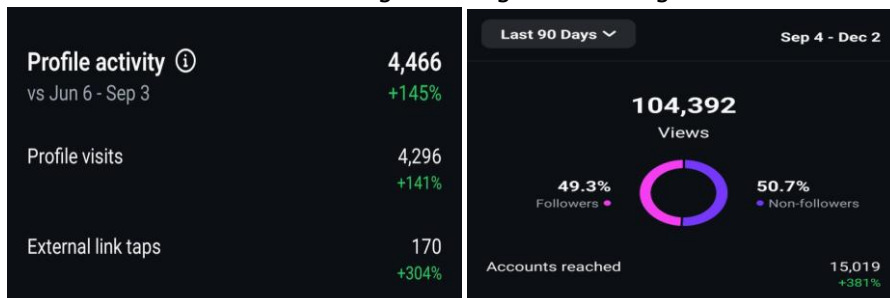 Profile activity 4,466
vs Jun 6 - Sep 3 +145%
Profile visits 4,296
+141%
External link taps 170
+304%
Last 90 Days Sep 4 - Dec 2
104,392
Views
49.3% 50.7%
Followers Non-followers
Accounts reached 15,019
+381%